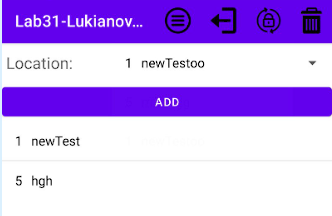 Lab31-Lukianov...
Location: 1 newTestoo
ADD
1 newTest
5 hgh